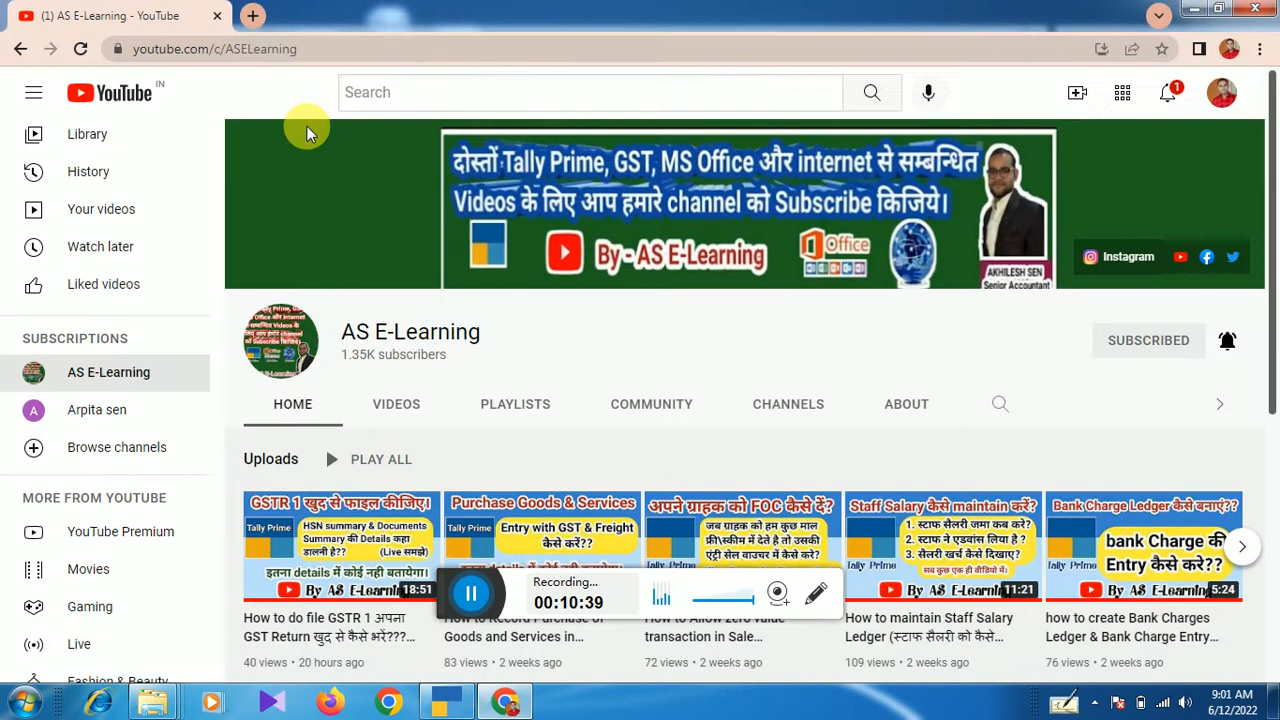 (1) AS E-Learning - YouTube
youtube.com/c/ASELearning
YouTube IN
Search
1
Library
History
Your videos
Watch later
Liked videos
SUBSCRIPTIONS
AS E-Learning
A Arpita sen
Browse channels
MORE FROM YOUTUBE
YouTube Premium
Movies
Gaming
Live
Fashion & Beauty
दोस्तों Tally Prime, GST, MS Office और internet से सम्बन्धित
Videos के लिए आप हमारे channel को Subscribe किजिये।
By - AS E-Learning
Office
AKHILESH SEN
Senior Accountant
Instagram
AS E-Learning
1.35K subscribers
SUBSCRIBED
HOME VIDEOS PLAYLISTS COMMUNITY CHANNELS ABOUT
Uploads PLAY ALL
GSTR 1 खुद से फाइल कीजिए।
Tally Prime
HSN summary & Documents
Summary की Details कहा
डालनी है?? (Live समझे)
इतना details में कोई नही बतायेगा।
By AS E-L
18:51
How to do file GSTR 1 अपना
GST Return खुद से कैसे भरें???...
40 views • 20 hours ago
Purchase Goods & Services
Tally Prime
Entry with GST & Freight
कैसे करें??
How to Record Purchase of
Goods and Services in...
83 views • 2 weeks ago
अपने ग्राहक को FOC कैसे दें?
Tally Prime
जब ग्राहक को हम कुछ माल
फ्री\स्कीम में देते है तो उसकी
एंट्री सेल वाउचर में कैसे करें?
How to Allow zero value
transaction in Sale...
72 views • 2 weeks ago
Staff Salary कैसे maintain करें?
Tally Prime
1. स्टाफ सैलरी जमा कब करे?
2. स्टाफ ने एडवांस लिया है ?
3. सैलरी खर्च कैसे दिखाए?
सब कुछ एक ही वीडियो में।
By AS E-L
11:21
How to maintain Staff Salary
Ledger (स्टाफ सैलरी को कैसे...
109 views • 2 weeks ago
Bank Charge Ledger कैसे बनाएं??
Tally Prime
bank Charge की
Entry कैसे करें??
By AS E-Learning
5:24
how to create Bank Charges
Ledger & Bank Charge Entry...
76 views • 2 weeks ago
Recording...
00:10:39
9:01 AM
6/12/2022